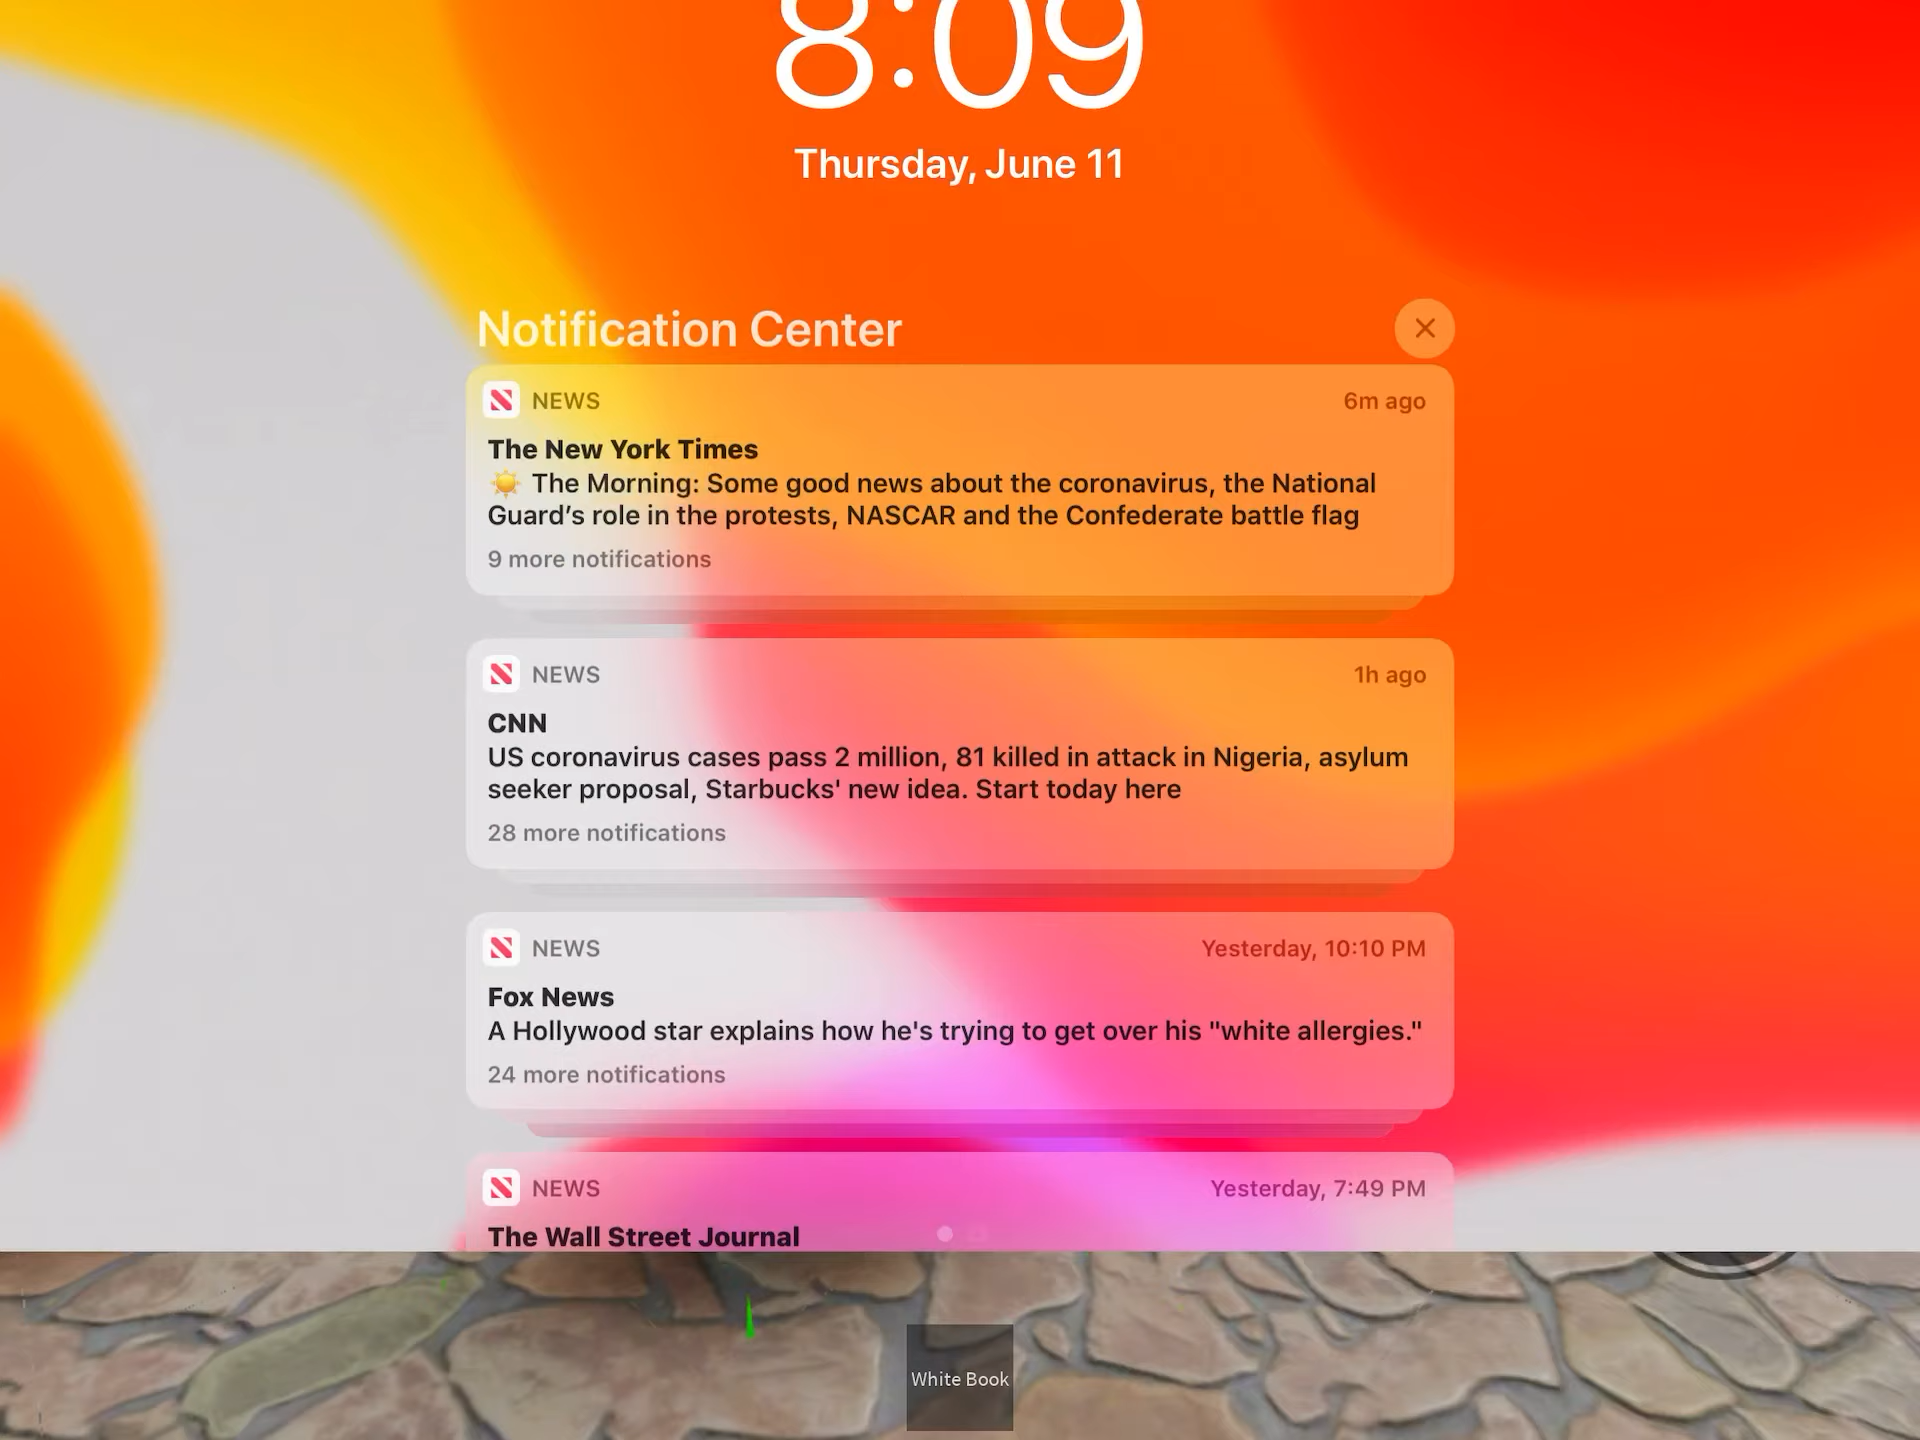 8:09
Thursday, June 11
Notification Center
NEWS
6m ago
The New York Times
☀️ The Morning: Some good news about the coronavirus, the National
Guard’s role in the protests, NASCAR and the Confederate battle flag
9 more notifications
NEWS
1h ago
CNN
US coronavirus cases pass 2 million, 81 killed in attack in Nigeria, asylum
seeker proposal, Starbucks' new idea. Start today here
28 more notifications
NEWS
Yesterday, 10:10 PM
Fox News
A Hollywood star explains how he's trying to get over his "white allergies."
24 more notifications
NEWS
Yesterday, 7:49 PM
The Wall Street Journal
White Book